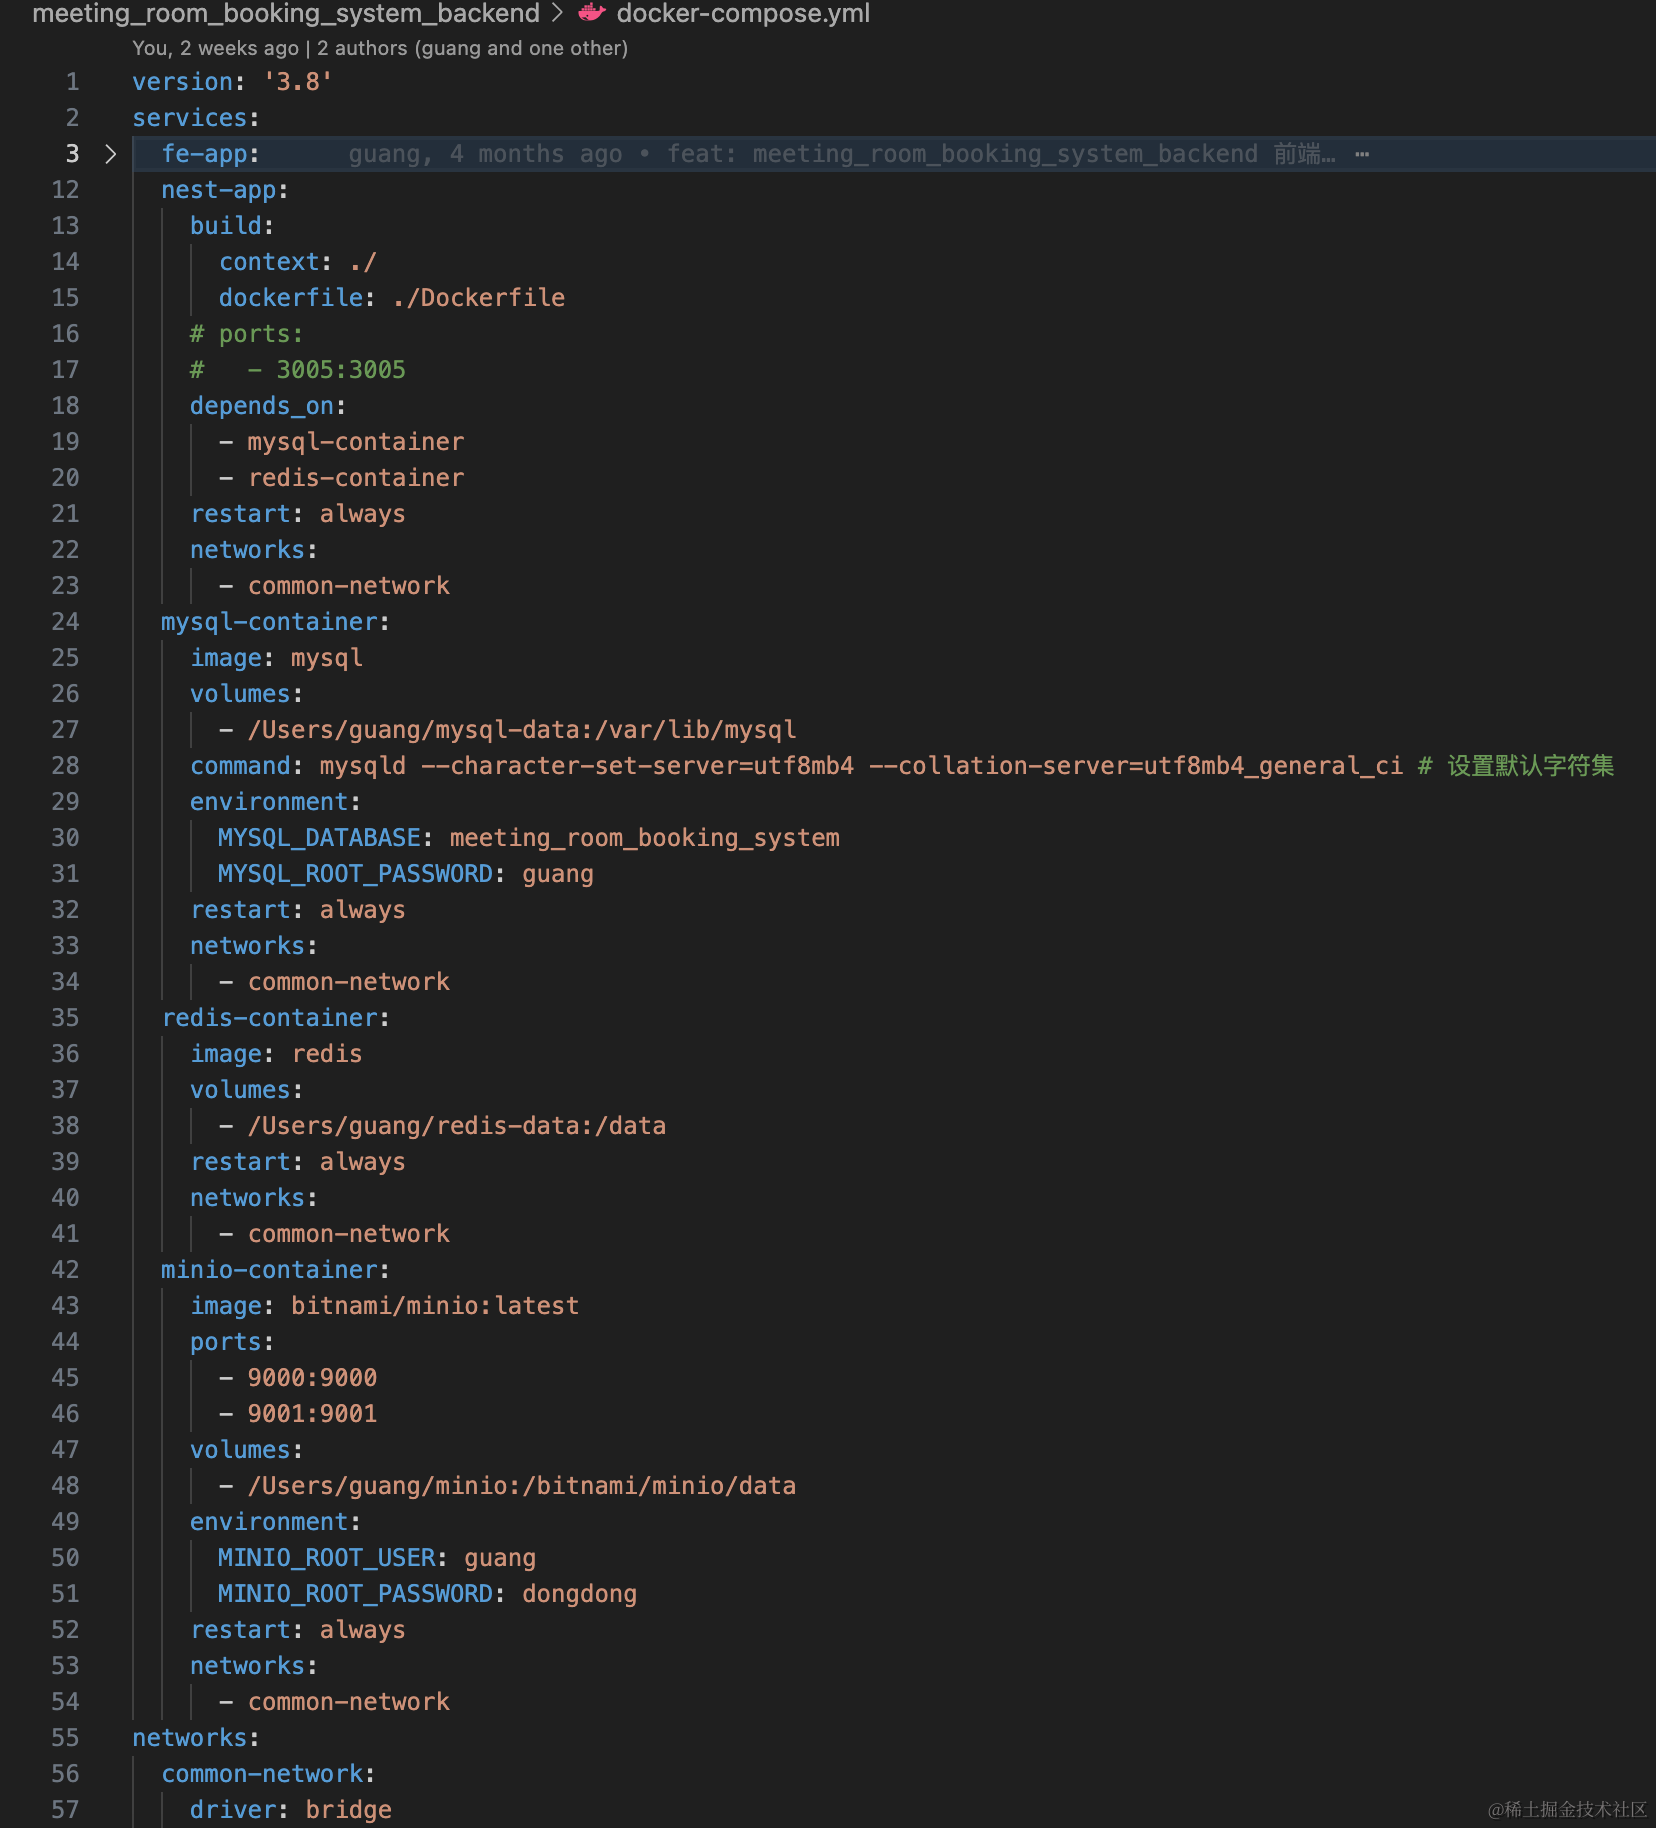 meeting_room_booking_system_backend > docker-compose.yml
You, 2 weeks ago | 2 authors (guang and one other)
1 version: '3.8'
2 services:
3 > fe-app: guang, 4 months ago • feat: meeting_room_booking_system_backend 前端… ⋯
12   nest-app:
13     build:
14       context: ./
15       dockerfile: ./Dockerfile
16     # ports:
17     #   - 3005:3005
18     depends_on:
19       - mysql-container
20       - redis-container
21     restart: always
22     networks:
23       - common-network
24   mysql-container:
25     image: mysql
26     volumes:
27       - /Users/guang/mysql-data:/var/lib/mysql
28     command: mysqld --character-set-server=utf8mb4 --collation-server=utf8mb4_general_ci # 设置默认字符集
29     environment:
30       MYSQL_DATABASE: meeting_room_booking_system
31       MYSQL_ROOT_PASSWORD: guang
32     restart: always
33     networks:
34       - common-network
35   redis-container:
36     image: redis
37     volumes:
38       - /Users/guang/redis-data:/data
39     restart: always
40     networks:
41       - common-network
42   minio-container:
43     image: bitnami/minio:latest
44     ports:
45       - 9000:9000
46       - 9001:9001
47     volumes:
48       - /Users/guang/minio:/bitnami/minio/data
49     environment:
50       MINIO_ROOT_USER: guang
51       MINIO_ROOT_PASSWORD: dongdong
52     restart: always
53     networks:
54       - common-network
55 networks:
56   common-network:
57     driver: bridge
@稀土掘金技术社区